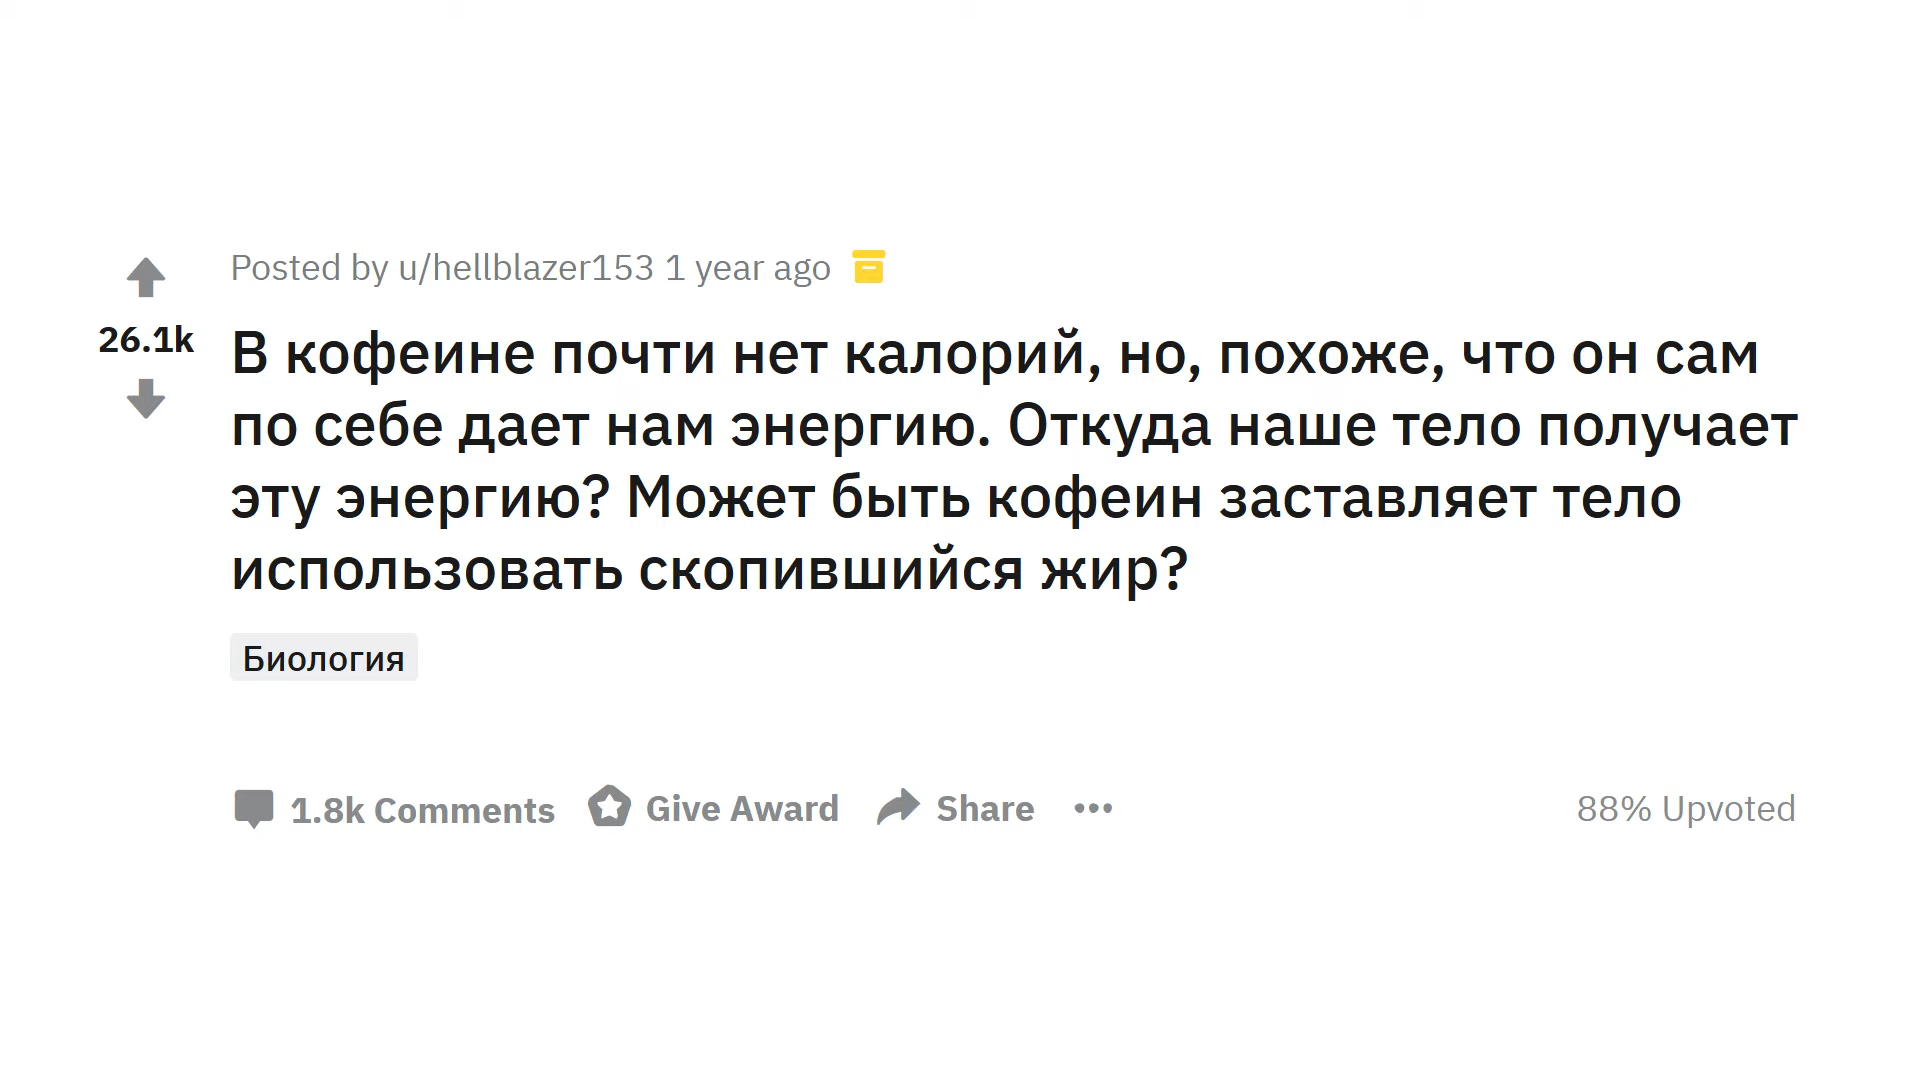 Posted by u/hellblazer153 1 year ago
26.1k
В кофеине почти нет калорий, но, похоже, что он сам
по себе дает нам энергию. Откуда наше тело получает
эту энергию? Может быть кофеин заставляет тело
использовать скопившийся жир?
Биология
1.8k Comments Give Award Share 88% Upvoted